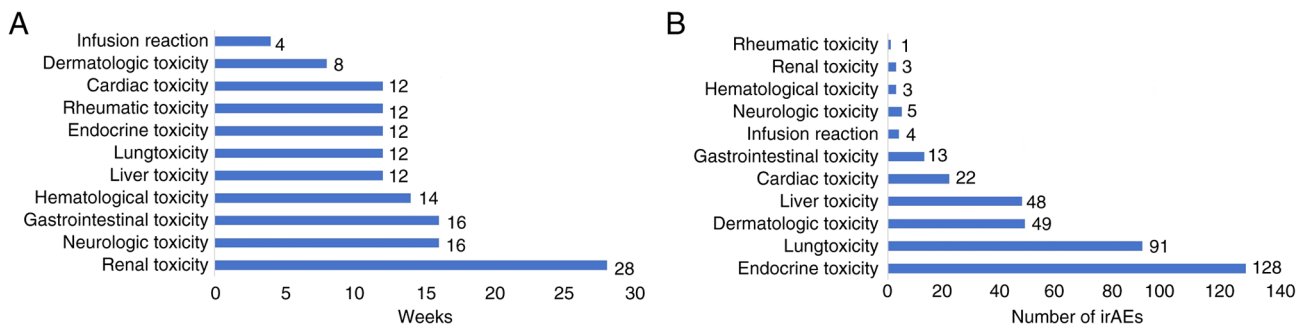 A
Infusion reaction 4
Dermatologic toxicity 8
Cardiac toxicity 12
Rheumatic toxicity 12
Endocrine toxicity 12
Lungtoxicity 12
Liver toxicity 12
Hematological toxicity 14
Gastrointestinal toxicity 16
Neurologic toxicity 16
Renal toxicity 28
0 5 10 15 20 25 30
Weeks
B
Rheumatic toxicity 1
Renal toxicity 3
Hematological toxicity 3
Neurologic toxicity 5
Infusion reaction 4
Gastrointestinal toxicity 13
Cardiac toxicity 22
Liver toxicity 48
Dermatologic toxicity 49
Lungtoxicity 91
Endocrine toxicity 128
0 20 40 60 80 100 120 140
Number of irAEs